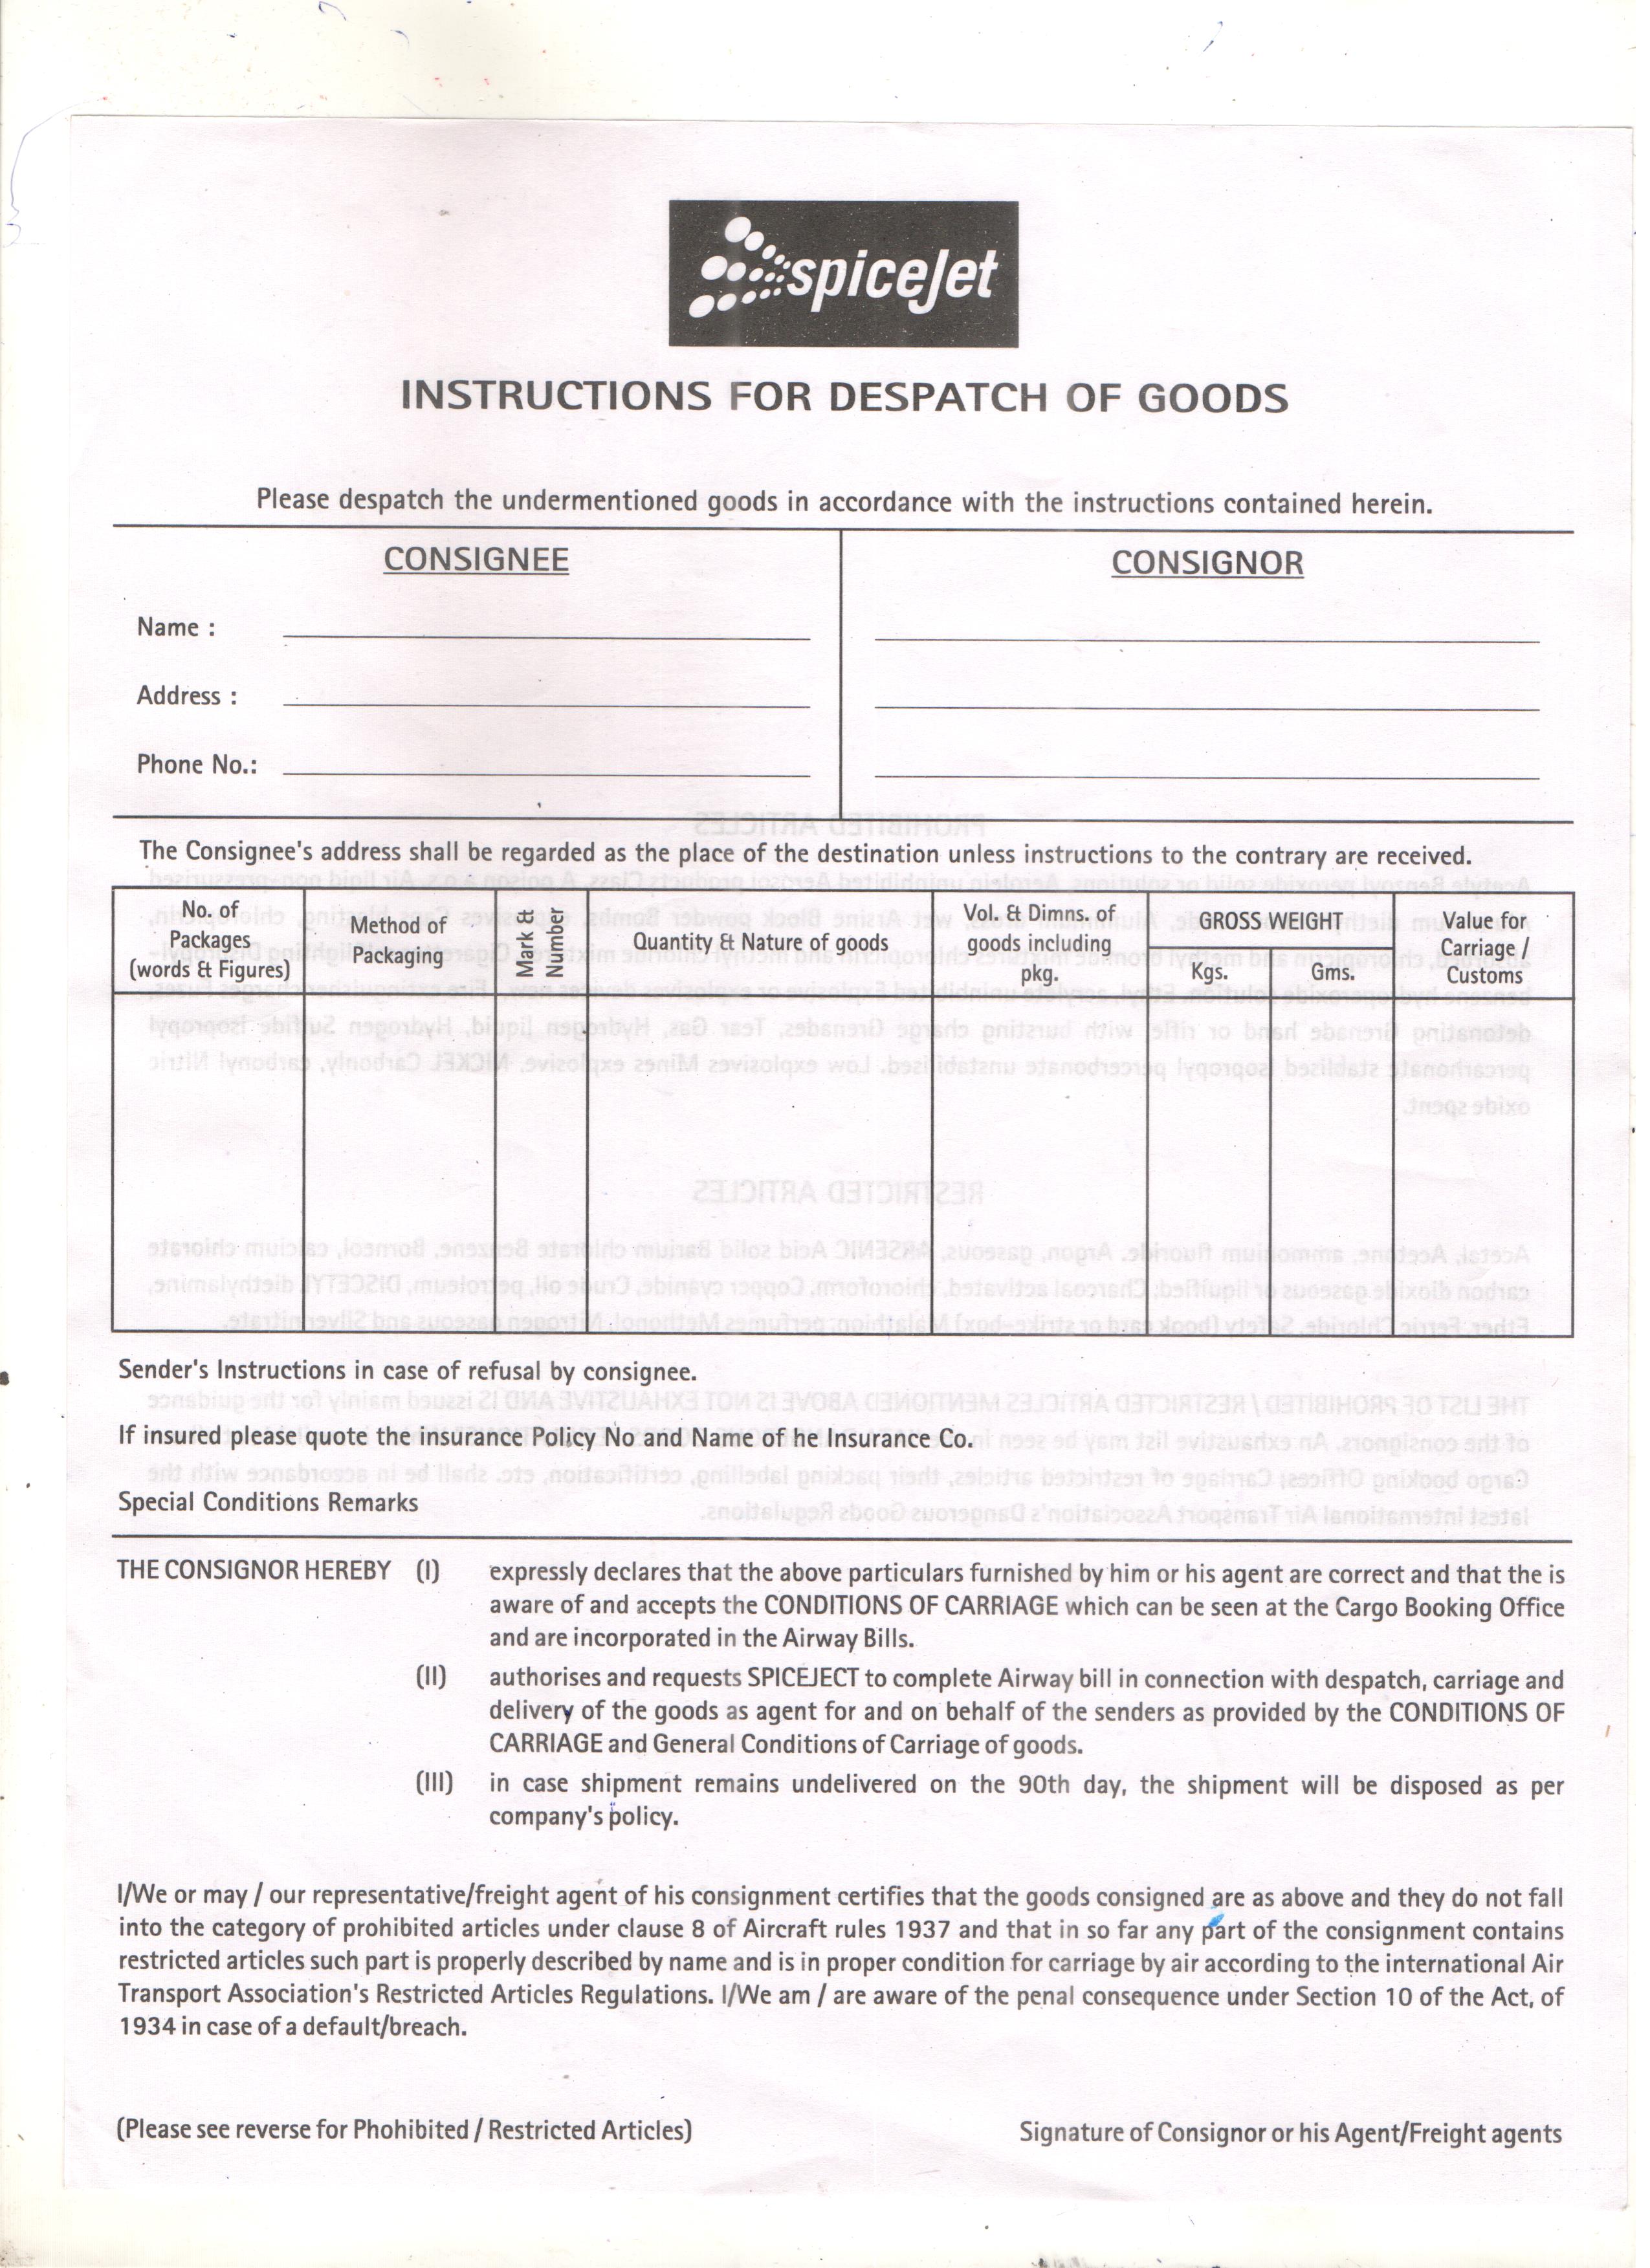 spiceJet
INSTRUCTIONS FOR DESPATCH OF GOODS
Please despatch the undermentioned goods in accordance with the instructions contained herein.
CONSIGNEE
CONSIGNOR
Name :
Address :
Phone No.:
The Consignee's address shall be regarded as the place of the destination unless instructions to the contrary are received.
No. of
Packages
(words & Figures)
Method of
Packaging
Mark &
Number
Quantity & Nature of goods
Vol. & Dimns. of
goods including
pkg.
GROSS WEIGHT
Kgs.
Gms.
Value for
Carriage /
Customs
Sender's Instructions in case of refusal by consignee.
If insured please quote the insurance Policy No and Name of he Insurance Co.
Special Conditions Remarks
THE CONSIGNOR HEREBY (I) expressly declares that the above particulars furnished by him or his agent are correct and that the is
aware of and accepts the CONDITIONS OF CARRIAGE which can be seen at the Cargo Booking Office
and are incorporated in the Airway Bills.
(II) authorises and requests SPICEJECT to complete Airway bill in connection with despatch, carriage and
delivery of the goods as agent for and on behalf of the senders as provided by the CONDITIONS OF
CARRIAGE and General Conditions of Carriage of goods.
(III) in case shipment remains undelivered on the 90th day, the shipment will be disposed as per
company's policy.
I/We or may / our representative/freight agent of his consignment certifies that the goods consigned are as above and they do not fall
into the category of prohibited articles under clause 8 of Aircraft rules 1937 and that in so far any part of the consignment contains
restricted articles such part is properly described by name and is in proper condition for carriage by air according to the international Air
Transport Association's Restricted Articles Regulations. I/We am / are aware of the penal consequence under Section 10 of the Act, of
1934 in case of a default/breach.
(Please see reverse for Phohibited / Restricted Articles)
Signature of Consignor or his Agent/Freight agents